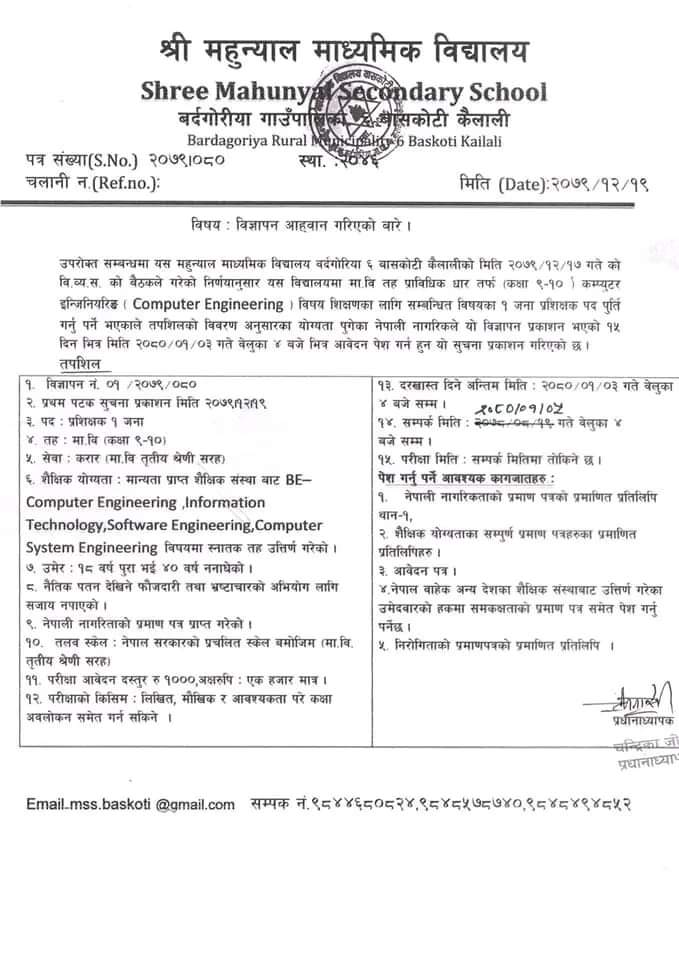 श्री महुन्याल माध्यमिक विद्यालय
Shree Mahunyal Secondary School
बर्दगोरीया गाउँपालिका ६ बासकोटी कैलाली
Bardagoriya Rural Municipality 6 Baskoti Kailali
पत्र संख्या(S.No.) २०७९।०८० स्था. :२०४६
चलानी न.(Ref.no.): मिति (Date):२०७९/१२/१९
विषय : विज्ञापन आहवान गरिएको बारे ।
उपरोक्त सम्बन्धमा यस महुन्याल माध्यमिक विद्यालय बर्दगोरिया ६ बासकोटी कैलालीको मिति २०७९/१२/१७ गते को
बि.व्य.स. को बैठकले गरेको निर्णयानुसार यस विद्यालयमा मा.वि तह प्राविधिक धार तर्फ (कक्षा ९-१० ) कम्प्युटर
इन्जिनियरिङ ( Computer Engineering ) विषय शिक्षणका लागि सम्बन्धित विषयका १ जना प्रशिक्षक पद पुर्ति
गर्नु पर्ने भएकाले तपशिलको विवरण अनुसारका योग्यता पुगेका नेपाली नागरिकले यो विज्ञापन प्रकाशन भएको १५
दिन भित्र मिति २०८०/०१/०३ गते बेलुका ४ बजे भित्र आवेदन पेश गर्न हुन यो सुचना प्रकाशन गरिएको छ ।
तपशिल
१. विज्ञापन नं. ०१ /२०७९/०८०
२. प्रथम पटक सुचना प्रकाशन मिति २०७९।१२।१९
३. पद : प्रशिक्षक १ जना
४. तह : मा.वि (कक्षा ९-१०)
५. सेवा : करार (मा.वि तृतीय श्रेणी सरह)
६. शैक्षिक योग्यता : मान्यता प्राप्त शैक्षिक संस्था बाट BE–
Computer Engineering ,Information
Technology,Software Engineering,Computer
System Engineering विषयमा स्नातक तह उत्तिर्ण गरेको ।
७. उमेर : १८ वर्ष पुरा भई ४० वर्ष ननाघेको ।
८. नैतिक पतन देखिने फौजदारी तथा भ्रष्टाचारको अभियोग लागि
सजाय नपाएको ।
९. नेपाली नागरिताको प्रमाण पत्र प्राप्त गरेको ।
१०. तलव स्केल : नेपाल सरकारको प्रचलित स्केल बमोजिम (मा.बि.
तृतीय श्रेणी सरह)
११. परीक्षा आवेदन दस्तुर रु १०००,अक्षरुपि : एक हजार मात्र ।
१२. परीक्षाको किसिम : लिखित, मौखिक र आवश्यकता परे कक्षा
अवलोकन समेत गर्न सकिने ।
१३. दरखास्त दिने अन्तिम मिति : २०८०/०१/०३ गते बेलुका
४ बजे सम्म । २०८०/०१/०५
१४. सम्पर्क मिति : २०७८/०८/१९ गते बेलुका ४
बजे सम्म ।
१५. परीक्षा मिति : सम्पर्क मितिमा तोकिने छ ।
पेश गर्नु पर्ने आवश्यक कागजातहरु :
१. नेपाली नागरिकताको प्रमाण पत्रको प्रमाणित प्रतिलिपि
थान-१,
२. शैक्षिक योग्यताका सम्पुर्ण प्रमाण पत्रहरुका प्रमाणित
प्रतिलिपिहरु ।
३. आवेदन पत्र ।
४.नेपाल वाहेक अन्य देशका शैक्षिक संस्थाबाट उत्तिर्ण गरेका
उमेदवारको हकमा समकक्षताको प्रमाण पत्र समेत पेश गर्नु
पर्नेछ ।
५. निरोगिताको प्रमाणपत्रको प्रमाणित प्रतिलिपि ।
प्रधानाध्यापक
चन्द्रिका जो
प्रधानाध्याप
Email-mss.baskoti @gmail.com सम्पक नं.९८४४६८०८२४,९८४८५७८७४०,९८४८४९४८५२